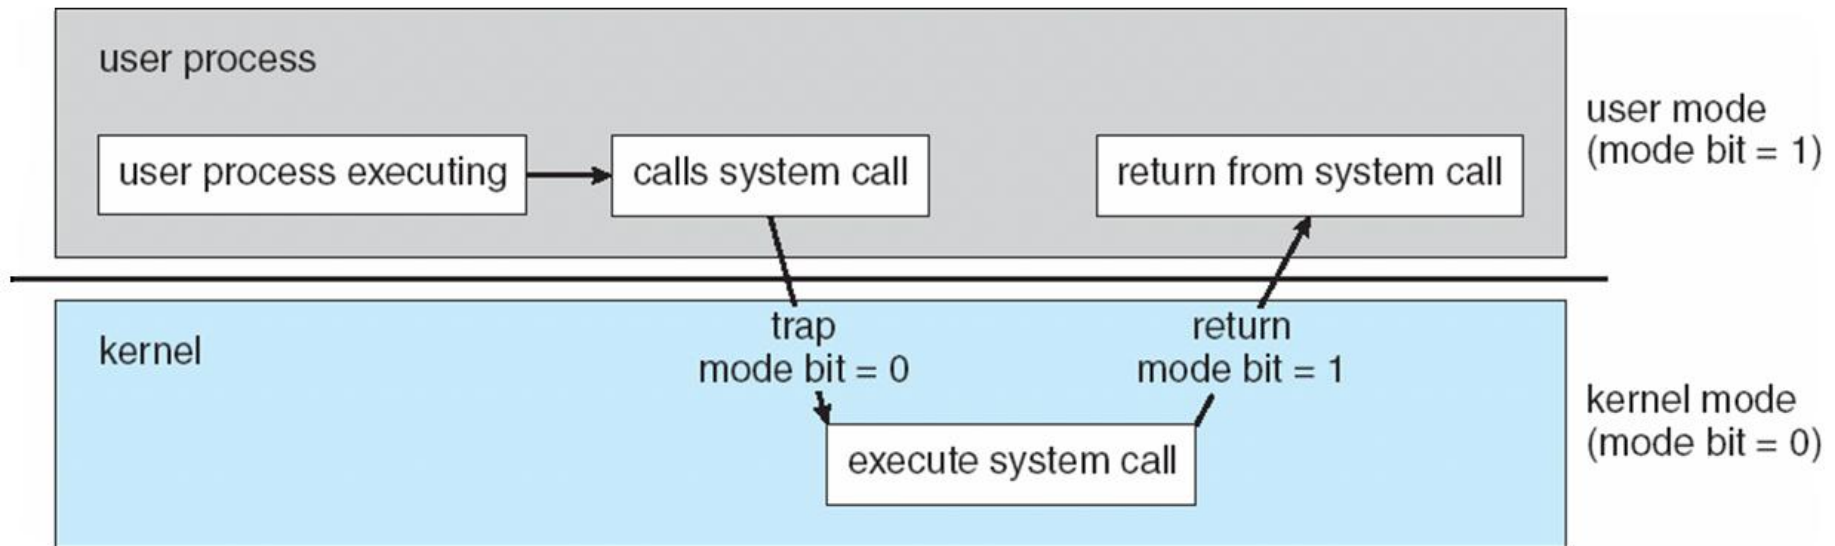 user process
user process executing
calls system call
return from system call
user mode
(mode bit = 1)
kernel
trap
mode bit = 0
return
mode bit = 1
execute system call
kernel mode
(mode bit = 0)